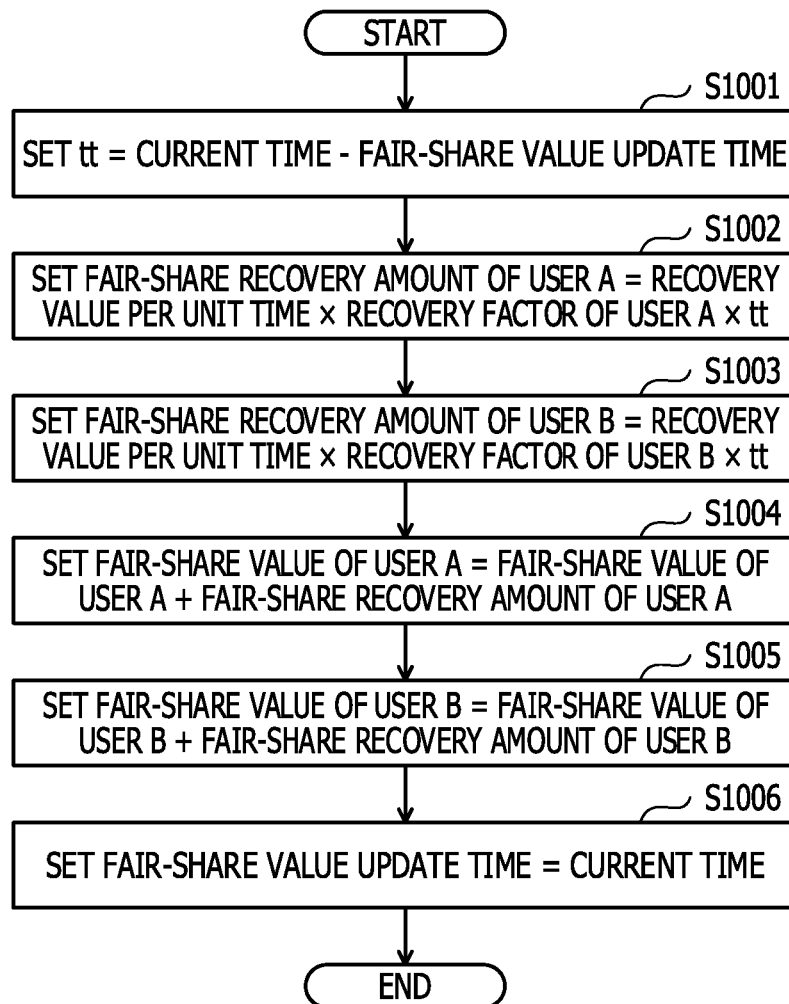 START
S1001
SET tt = CURRENT TIME - FAIR-SHARE VALUE UPDATE TIME
S1002
SET FAIR-SHARE RECOVERY AMOUNT OF USER A = RECOVERY
VALUE PER UNIT TIME × RECOVERY FACTOR OF USER A × tt
S1003
SET FAIR-SHARE RECOVERY AMOUNT OF USER B = RECOVERY
VALUE PER UNIT TIME × RECOVERY FACTOR OF USER B × tt
S1004
SET FAIR-SHARE VALUE OF USER A = FAIR-SHARE VALUE OF
USER A + FAIR-SHARE RECOVERY AMOUNT OF USER A
S1005
SET FAIR-SHARE VALUE OF USER B = FAIR-SHARE VALUE OF
USER B + FAIR-SHARE RECOVERY AMOUNT OF USER B
S1006
SET FAIR-SHARE VALUE UPDATE TIME = CURRENT TIME
END